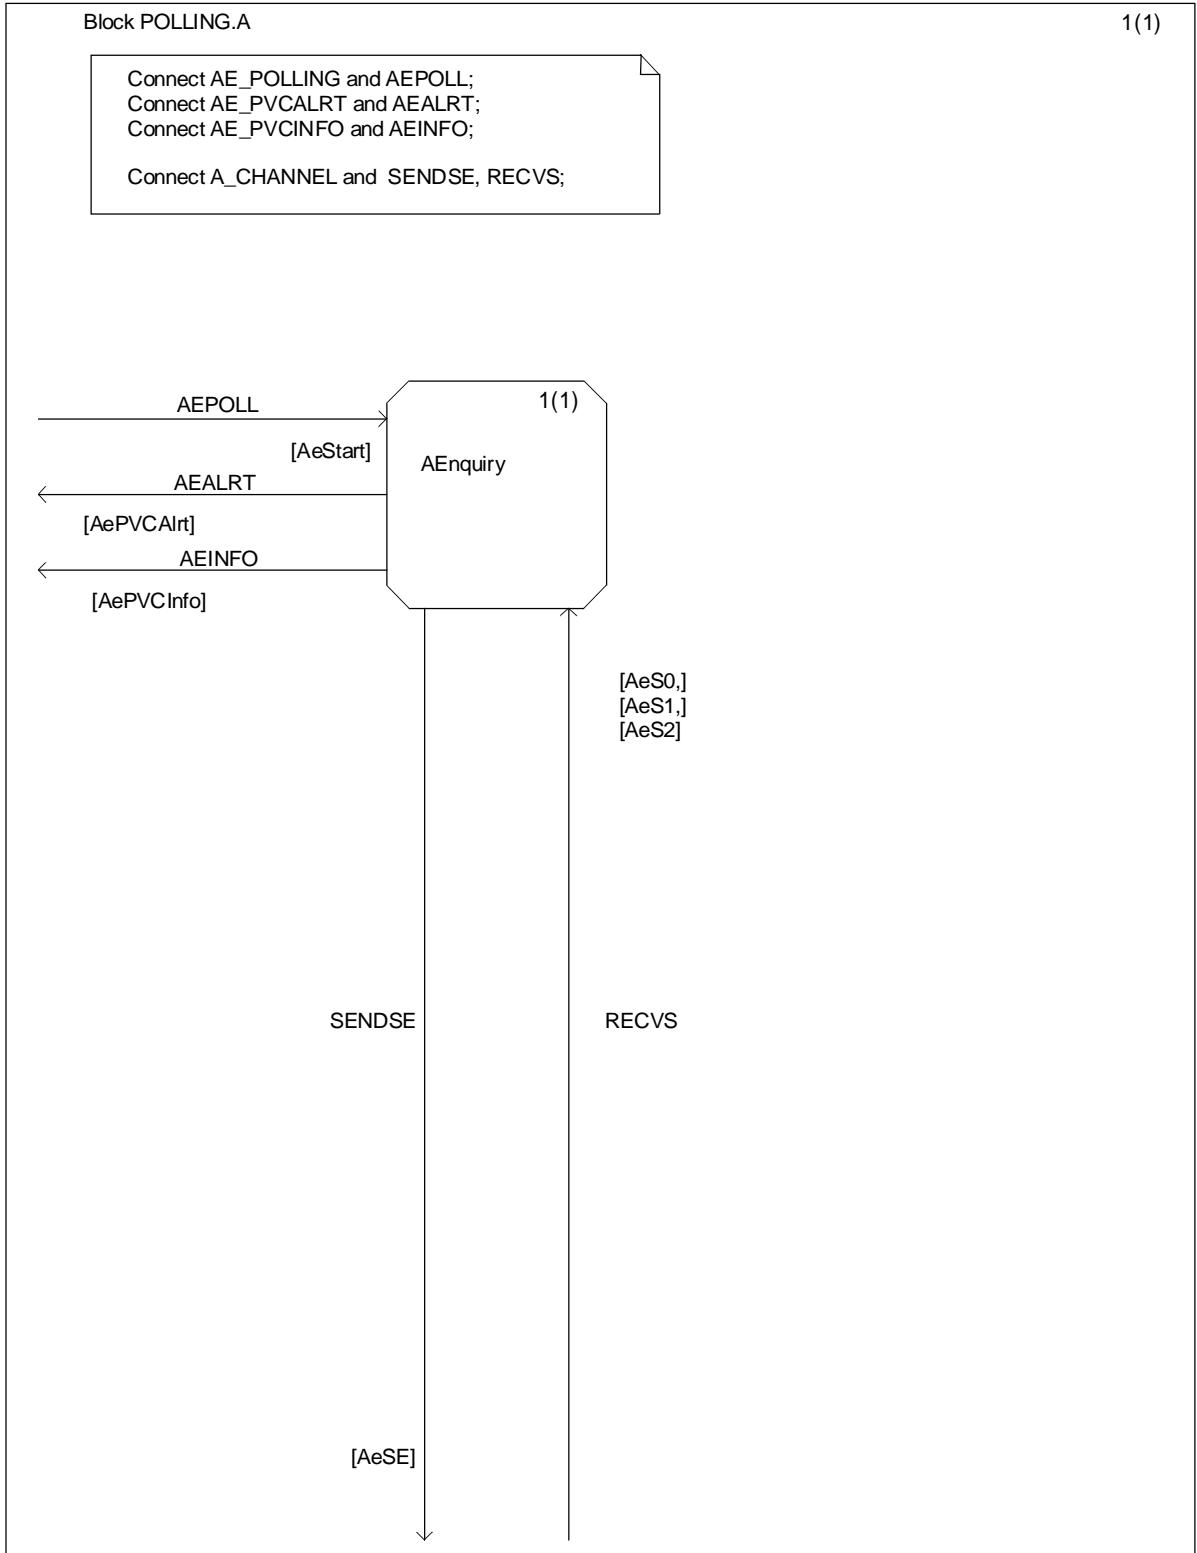 Block POLLING.A
1(1)
Connect AE_POLLING and AEPOLL;
Connect AE_PVCALRT and AEALRT;
Connect AE_PVCINFO and AEINFO;
Connect A_CHANNEL and SENDSE, RECVS;
AEPOLL
1(1)
[AeStart]
AEnquiry
AEALRT
[AePVCAlrt]
AEINFO
[AePVCInfo]
[AeS0,]
[AeS1,]
[AeS2]
SENDSE
RECVS
[AeSE]